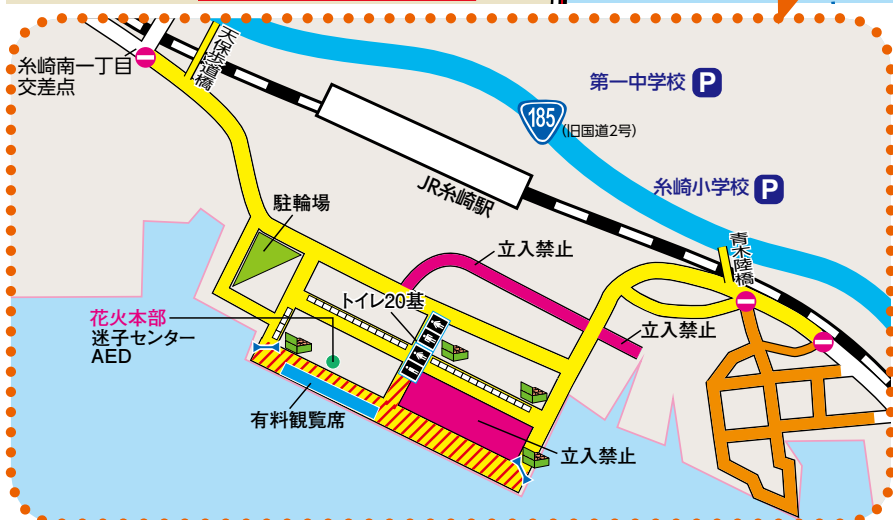 糸崎南一丁目
交差点
天保歩道橋
第一中学校 P
185
(旧国道2号)
糸崎小学校 P
JR糸崎駅
駐輪場
立入禁止
青木陸橋
トイレ20基
花火本部
迷子センター
AED
立入禁止
有料観覧席
立入禁止